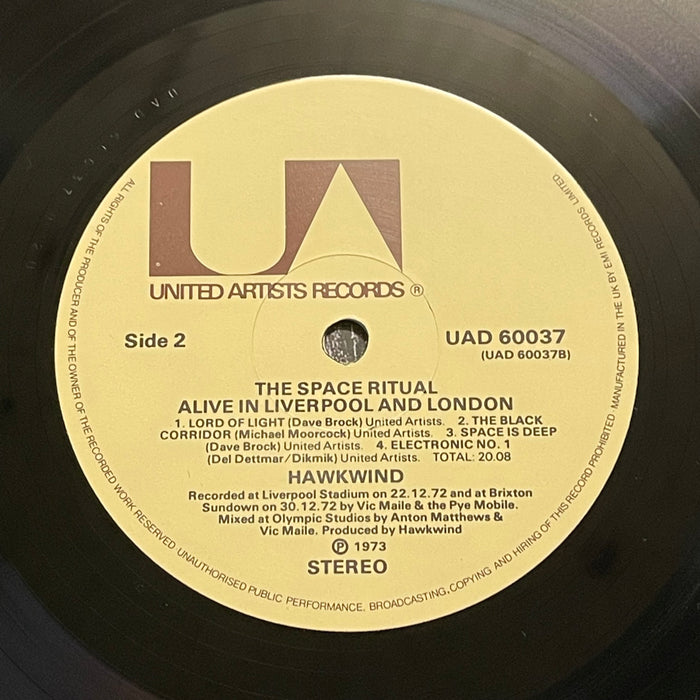 UA
UNITED ARTISTS RECORDS ®
Side 2
UAD 60037
(UAD 60037B)
THE SPACE RITUAL
ALIVE IN LIVERPOOL AND LONDON
1. LORD OF LIGHT (Dave Brock) United Artists. 2. THE BLACK
CORRIDOR (Michael Moorcock) United Artists. 3. SPACE IS DEEP
(Dave Brock) United Artists. 4. ELECTRONIC NO. 1
(Del Dettmar/Dikmik) United Artists. TOTAL: 20.08
HAWKWIND
Recorded at Liverpool Stadium on 22.12.72 and at Brixton
Sundown on 30.12.72 by Vic Maile & the Pye Mobile.
Mixed at Olympic Studios by Anton Matthews &
Vic Maile. Produced by Hawkwind
℗ 1973
STEREO
ALL RIGHTS OF THE PRODUCER AND OF THE OWNER OF THE RECORDED WORK RESERVED. UNAUTHORISED PUBLIC PERFORMANCE, BROADCASTING, COPYING AND HIRING OF THIS RECORD PROHIBITED. MANUFACTURED IN THE UK BY EMI RECORDS LIMITED